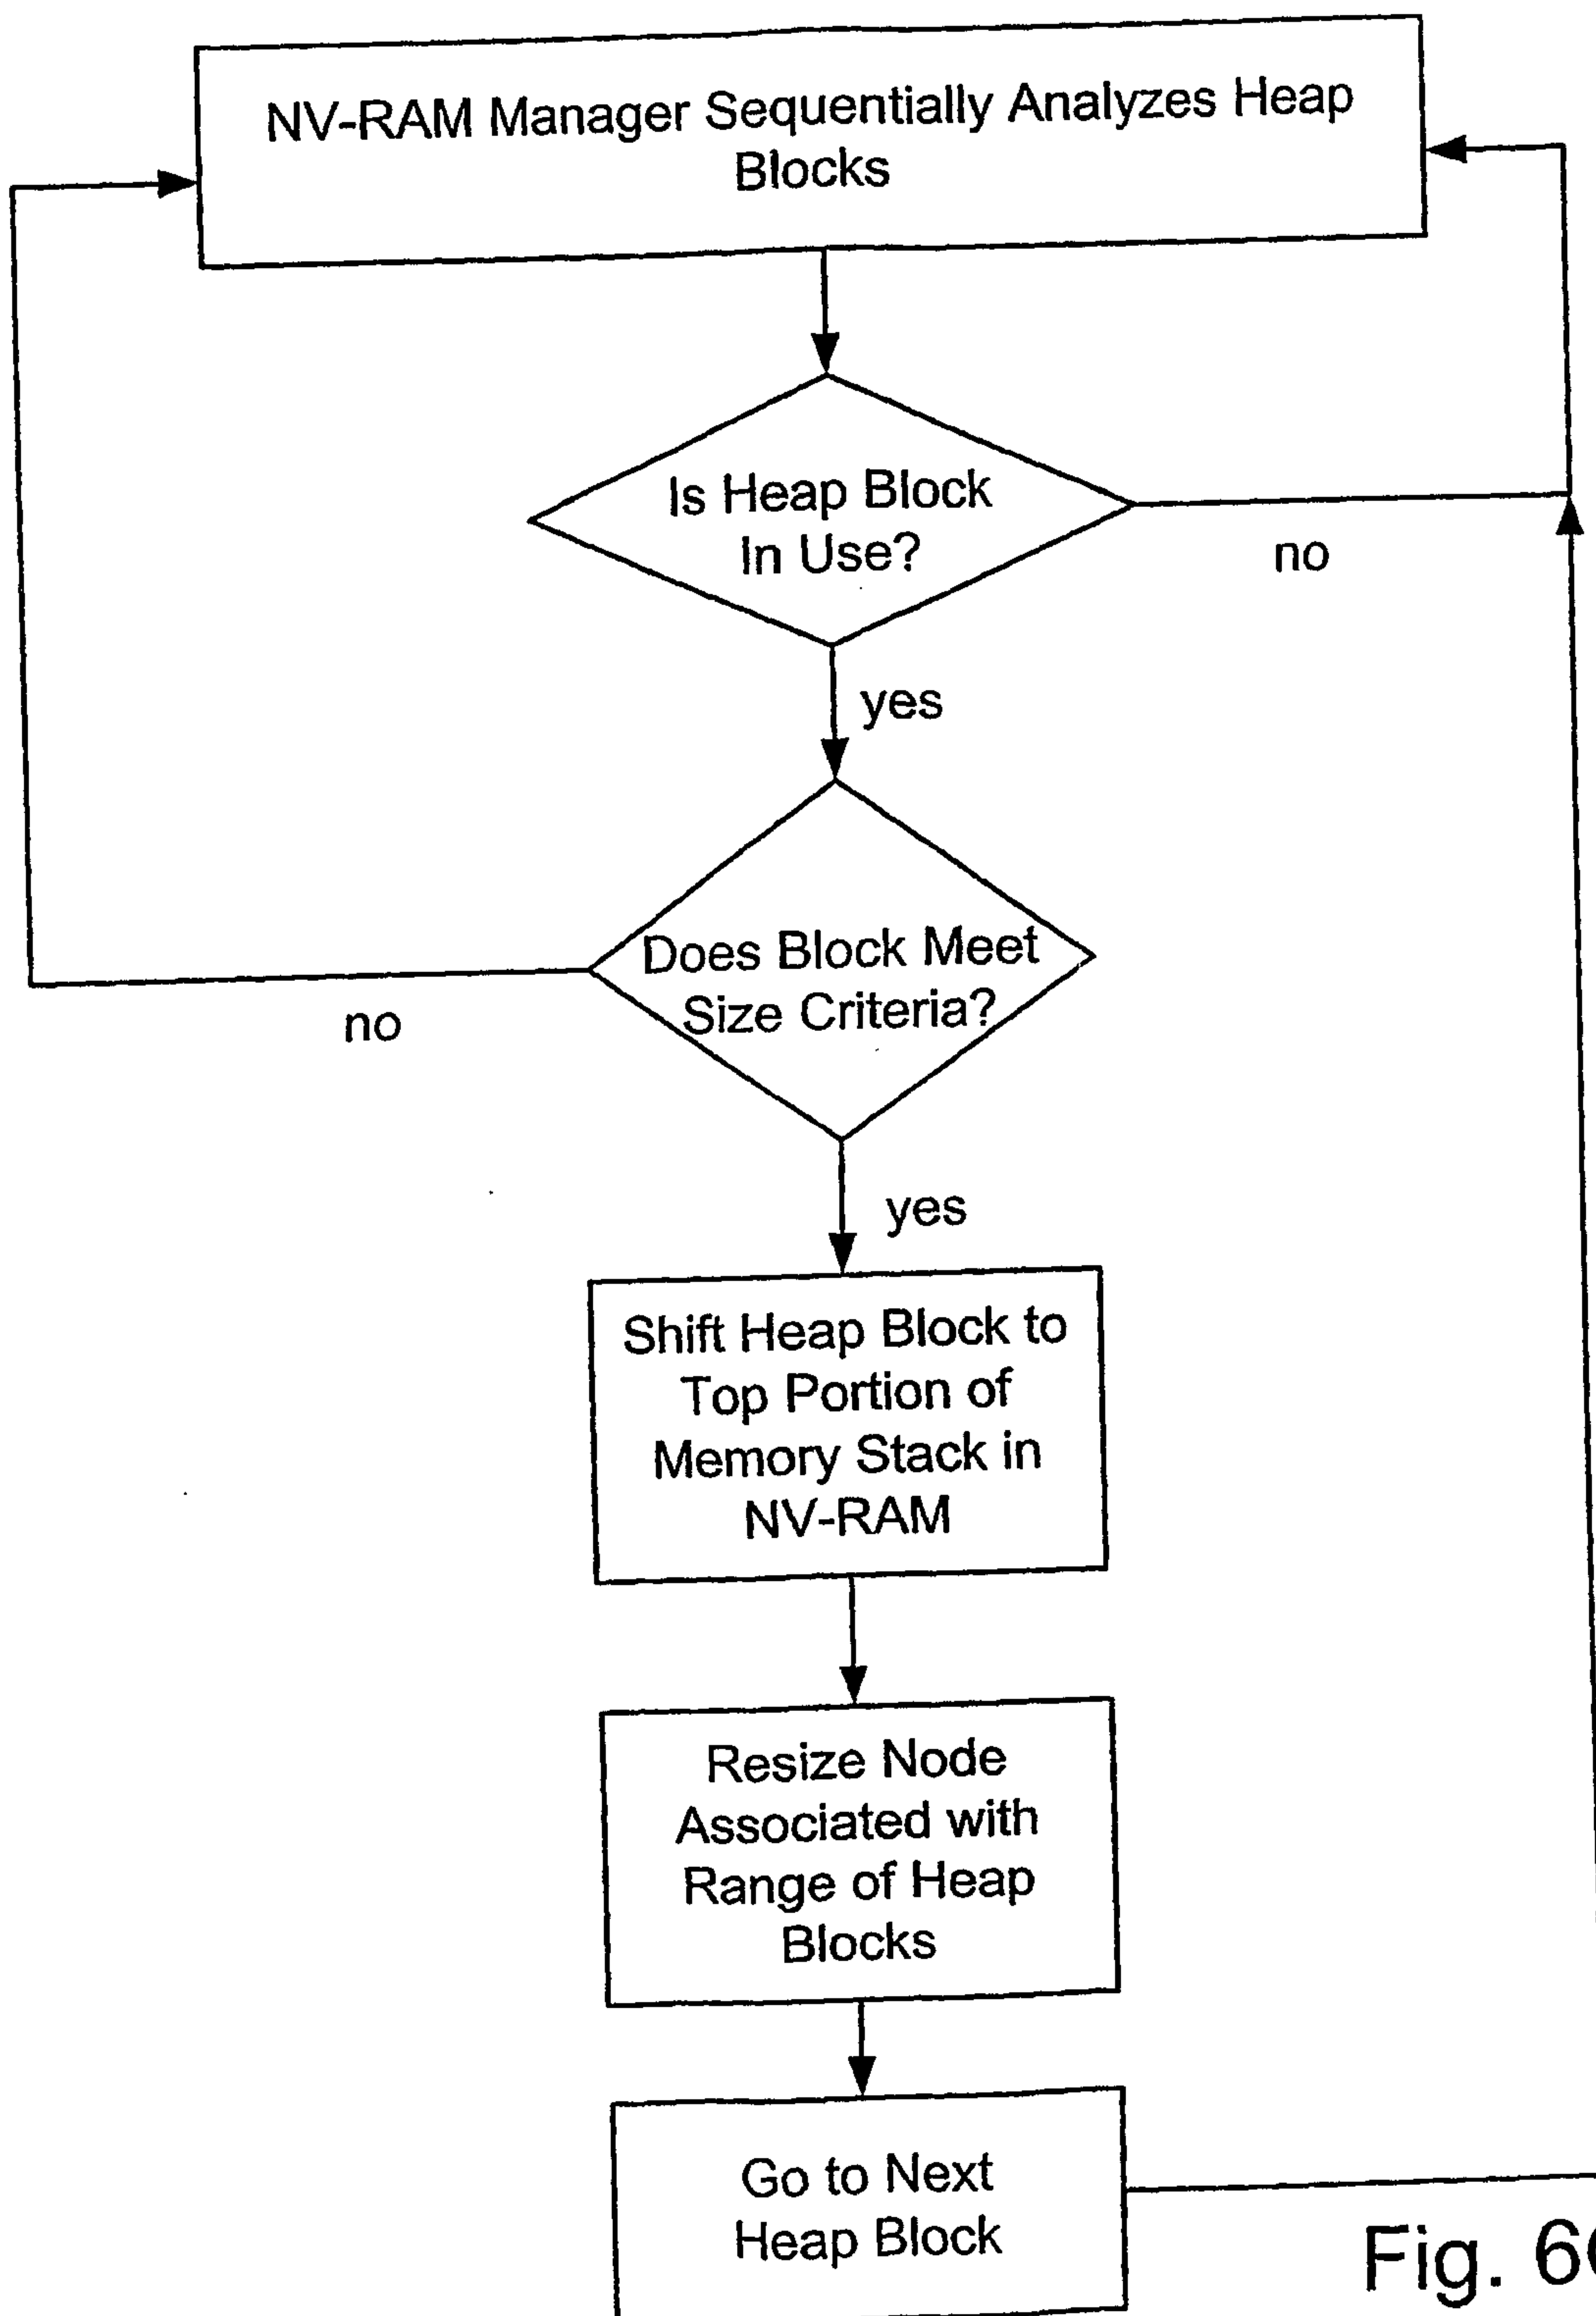 NV-RAM Manager Sequentially Analyzes Heap
Blocks
Is Heap Block
In Use?
no
yes
Does Block Meet
Size Criteria?
no
yes
Shift Heap Block to
Top Portion of
Memory Stack in
NV-RAM
Resize Node
Associated with
Range of Heap
Blocks
Go to Next
Heap Block
Fig.